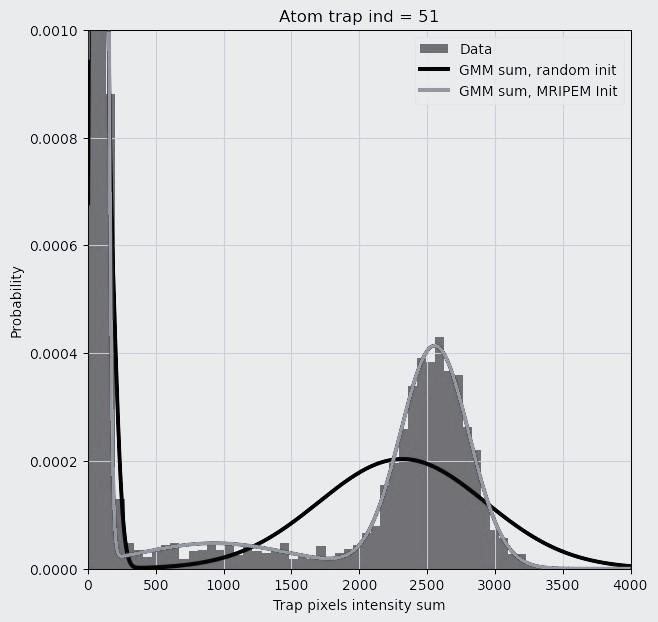 Atom trap ind = 51
0.0010
0.0008
0.0006
0.0004
0.0002
0.0000
Probability
Data
GMM sum, random init
GMM sum, MRIPEM Init
0 500 1000 1500 2000 2500 3000 3500 4000
Trap pixels intensity sum